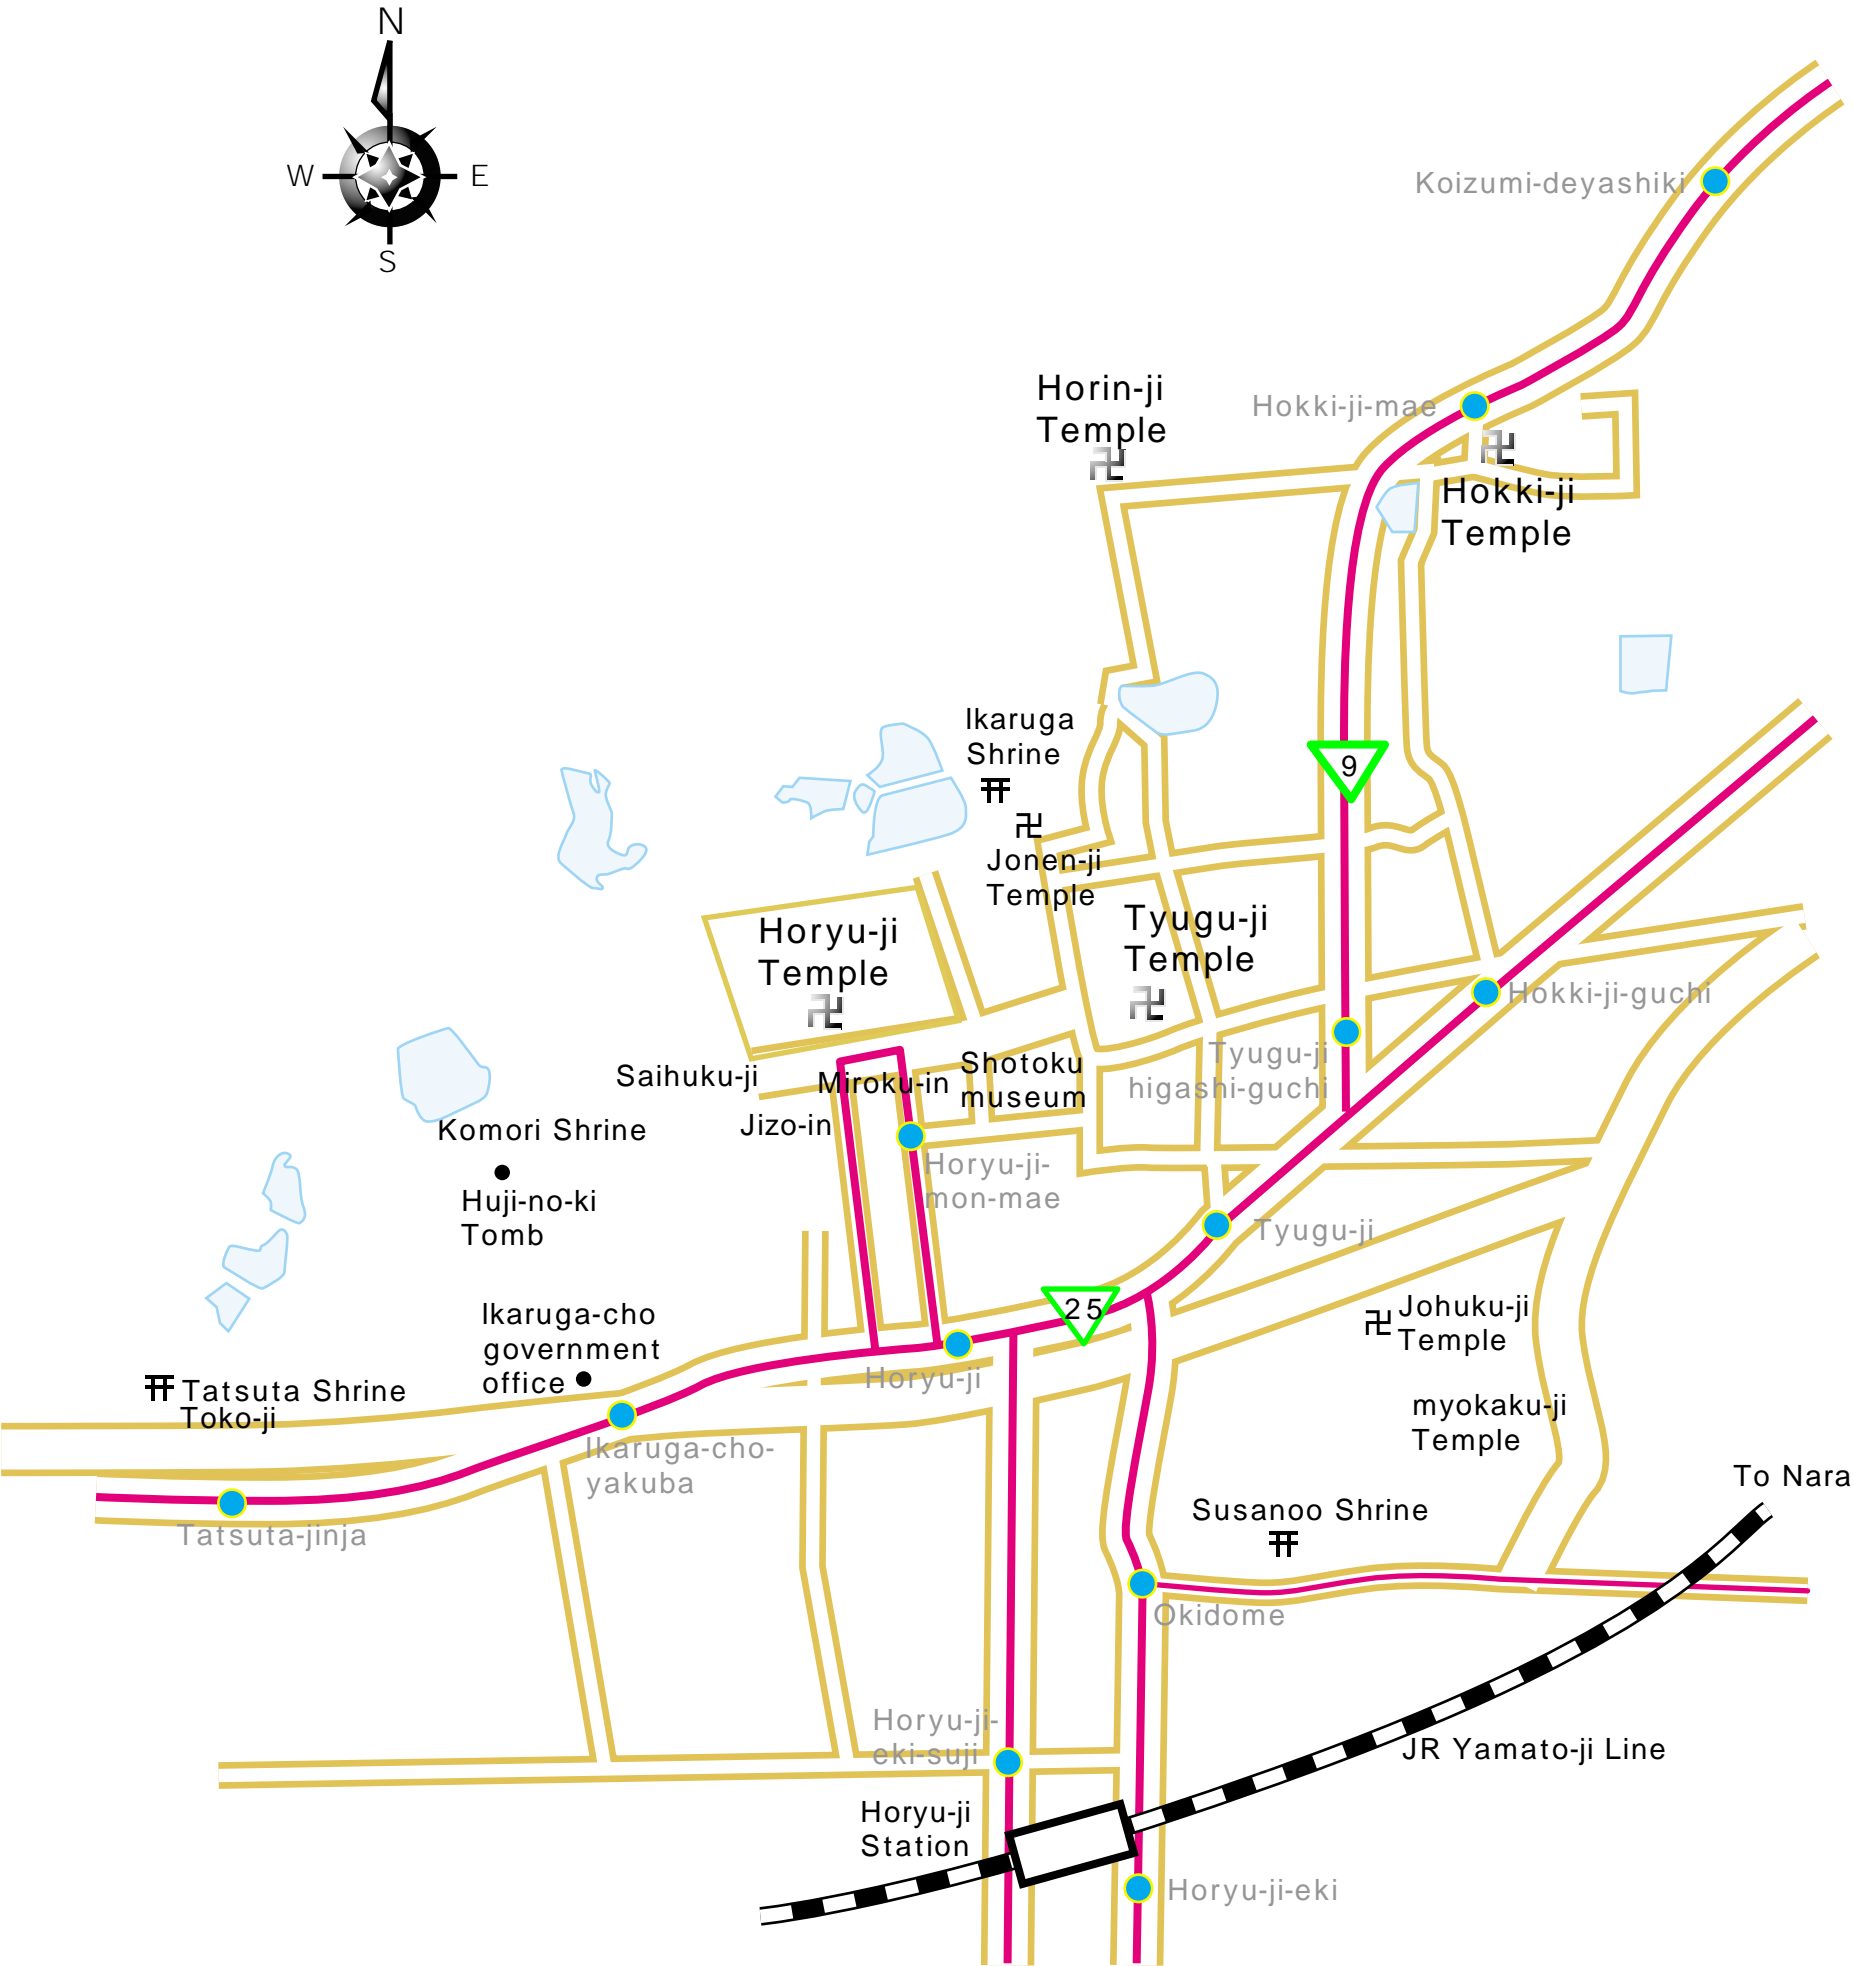 N
W
E
S
Koizumi-deyashiki
Horin-ji
Temple
Hokki-ji-mae
Hokki-ji
Temple
Ikaruga
Shrine
9
Jonen-ji
Temple
Horyu-ji
Temple
Tyugu-ji
Temple
Hokki-ji-guchi
Tyugu-ji
higashi-guchi
Saihuku-ji
Miroku-in
Shotoku
museum
Jizo-in
Komori Shrine
Horyu-ji-
mon-mae
Huji-no-ki
Tomb
Tyugu-ji
25
Ikaruga-cho
government
office
Johuku-ji
Temple
Horyu-ji
Tatsuta Shrine
Toko-ji
myokaku-ji
Temple
Ikaruga-cho-
yakuba
To Nara
Susanoo Shrine
Tatsuta-jinja
Okidome
Horyu-ji-
eki-suji
JR Yamato-ji Line
Horyu-ji
Station
Horyu-ji-eki